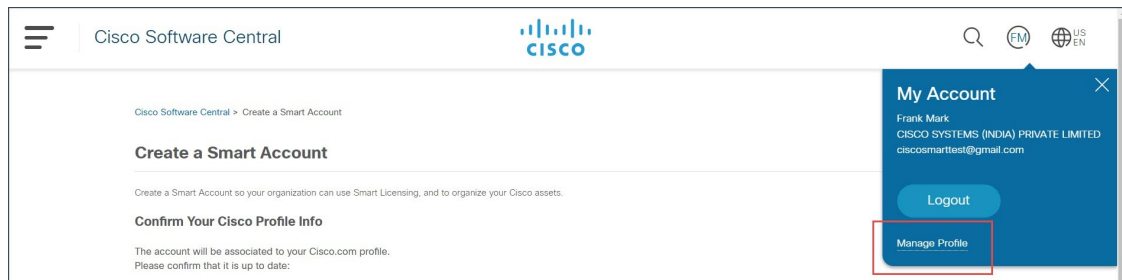 Cisco Software Central
CISCO
FM
US
EN
My Account
Frank Mark
CISCO SYSTEMS (INDIA) PRIVATE LIMITED
ciscosmarttest@gmail.com
Logout
Manage Profile
Cisco Software Central > Create a Smart Account
Create a Smart Account
Create a Smart Account so your organization can use Smart Licensing, and to organize your Cisco assets.
Confirm Your Cisco Profile Info
The account will be associated to your Cisco.com profile.
Please confirm that it is up to date: